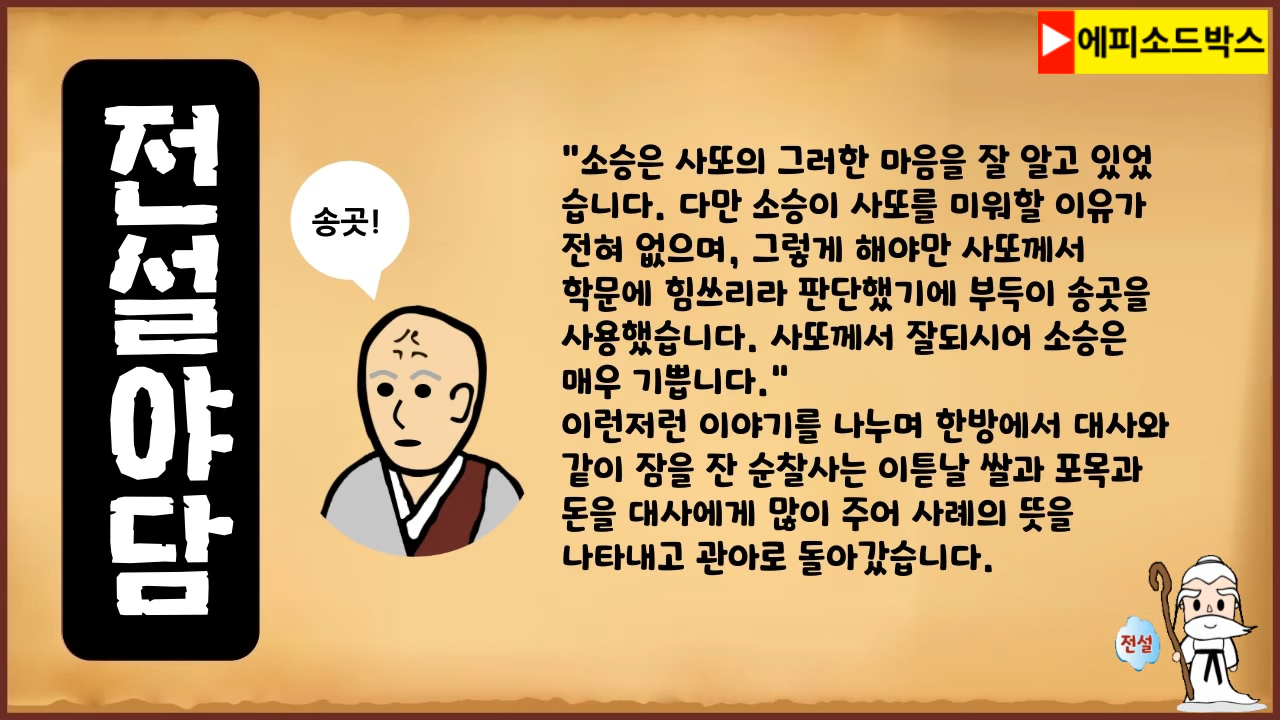 에피소드박스
전설야담
송곳!
"소승은 사또의 그러한 마음을 잘 알고 있었
습니다. 다만 소승이 사또를 미워할 이유가
전혀 없으며, 그렇게 해야만 사또께서
학문에 힘쓰리라 판단했기에 부득이 송곳을
사용했습니다. 사또께서 잘되시어 소승은
매우 기쁩니다."
이런저런 이야기를 나누며 한방에서 대사와
같이 잠을 잔 순찰사는 이튿날 쌀과 포목과
돈을 대사에게 많이 주어 사례의 뜻을
나타내고 관아로 돌아갔습니다.
전설